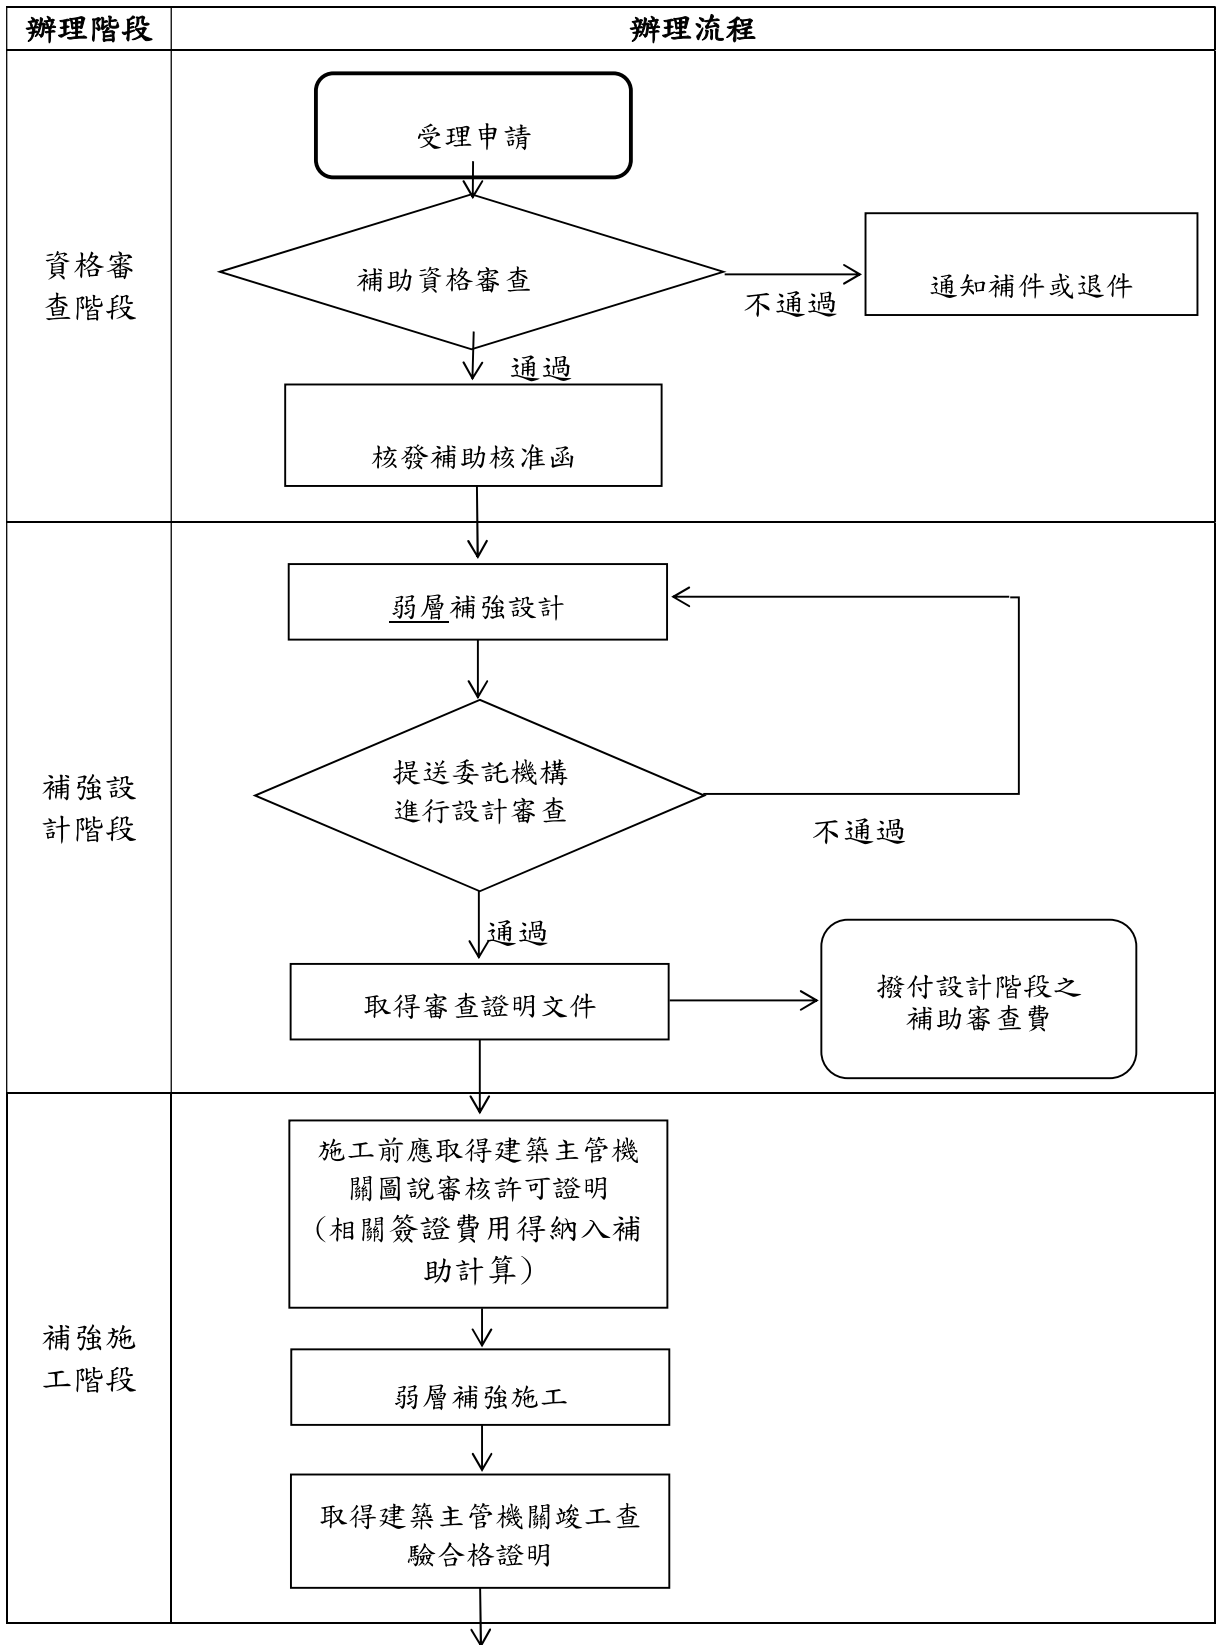 辦理階段
辦理流程
資格審
查階段
受理申請
補助資格審查
不通過
通知補件或退件
通過
核發補助核准函
補強設
計階段
弱層補強設計
提送委託機構
進行設計審查
不通過
通過
取得審查證明文件
撥付設計階段之
補助審查費
補強施
工階段
施工前應取得建築主管機
關圖說審核許可證明
（相關簽證費用得納入補
助計算）
弱層補強施工
取得建築主管機關竣工查
驗合格證明